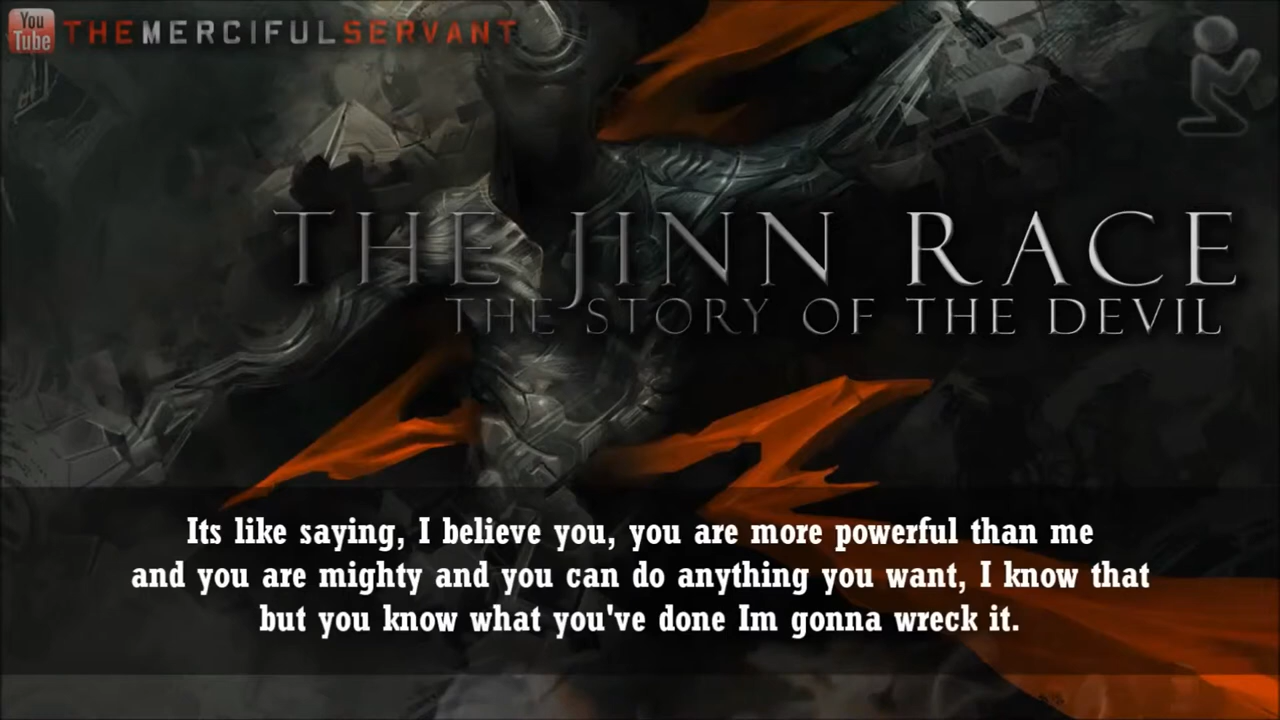 You
Tube
THEMERCIFULSERVANT
THE JINN RACE
THE STORY OF THE DEVIL
Its like saying, I believe you, you are more powerful than me
and you are mighty and you can do anything you want, I know that
but you know what you've done Im gonna wreck it.